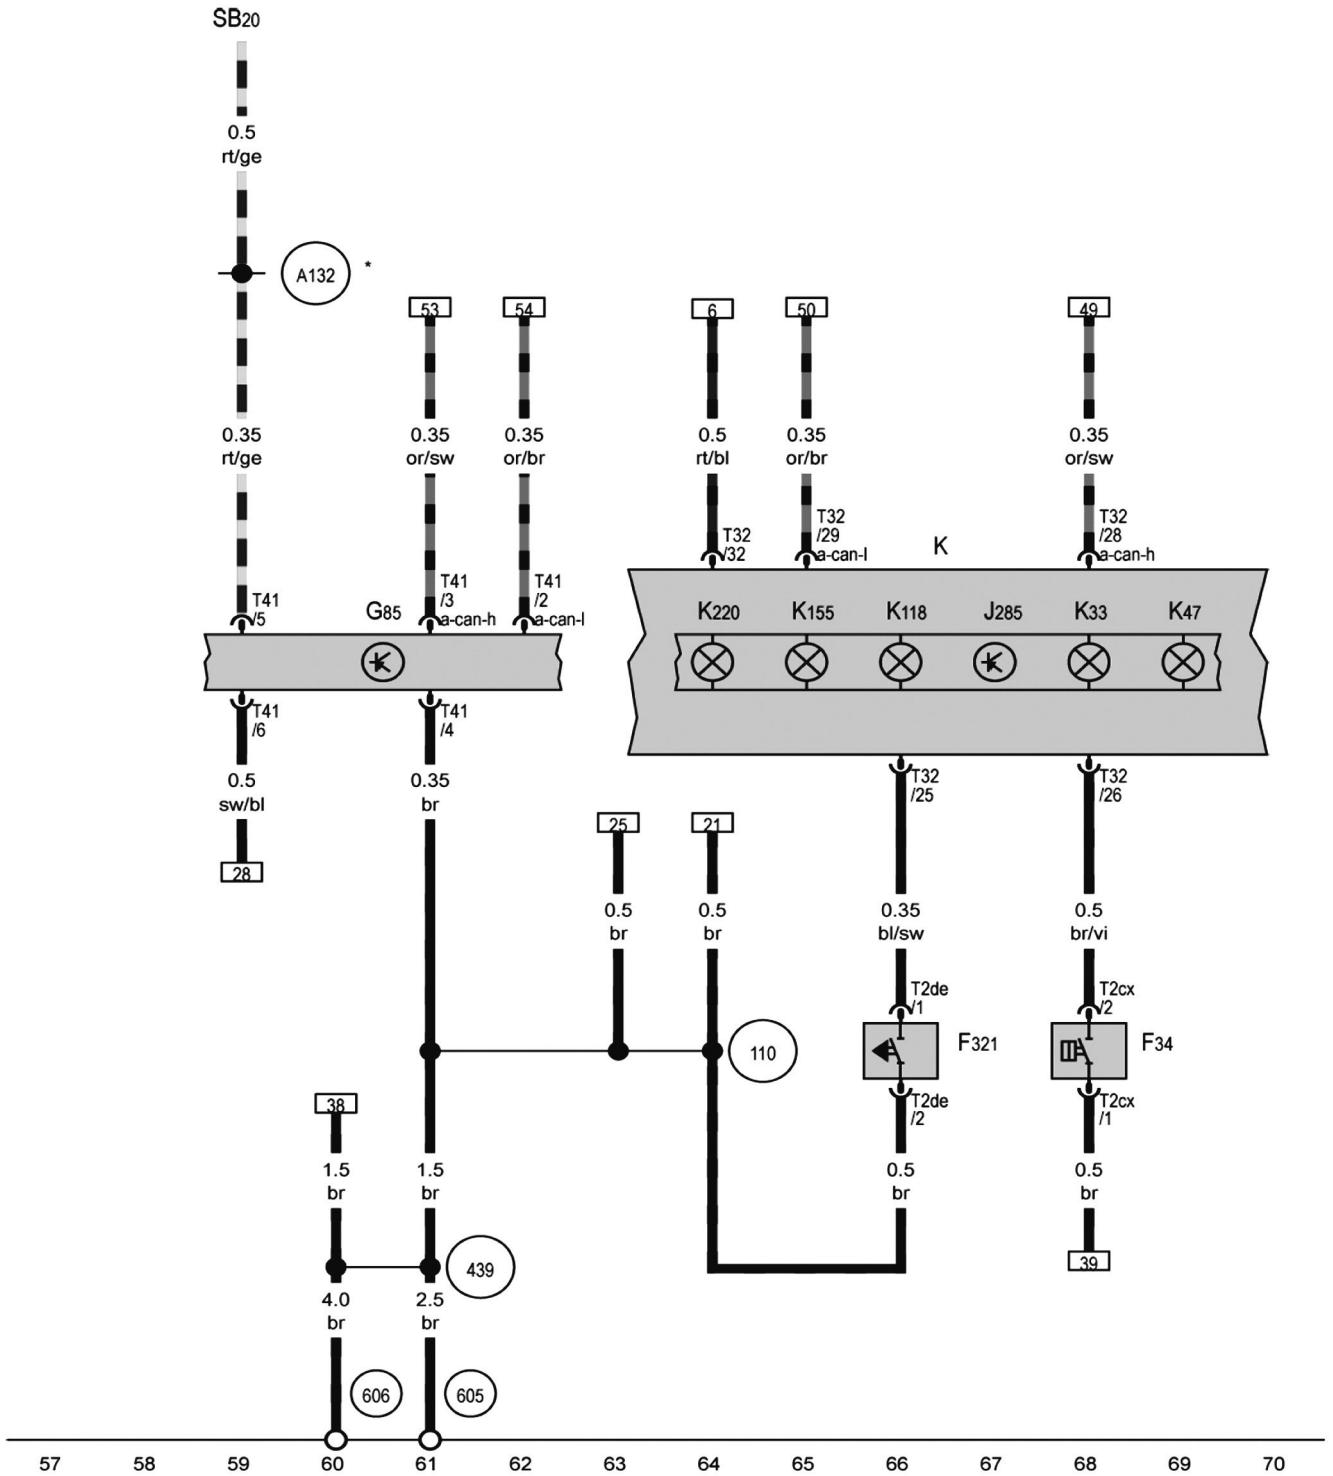 SB20
0.5
rt/ge
A132
*
53
54
6
50
49
0.35
rt/ge
0.35
or/sw
0.35
or/br
0.5
rt/bl
0.35
or/br
0.35
or/sw
T32
/32
T32
/29
a-can-l
K
T32
/28
a-can-h
T41
/5
G85
T41
/3
a-can-h
T41
/2
a-can-l
K220
K155
K118
J285
K33
K47
T41
/6
T41
/4
0.5
sw/bl
0.35
br
T32
/25
T32
/26
28
25
21
0.5
br
0.5
br
0.35
bl/sw
0.5
br/vi
T2de
/1
T2cx
/2
110
F321
F34
T2de
/2
T2cx
/1
38
1.5
br
1.5
br
0.5
br
0.5
br
439
39
4.0
br
2.5
br
606
605
57 58 59 60 61 62 63 64 65 66 67 68 69 70